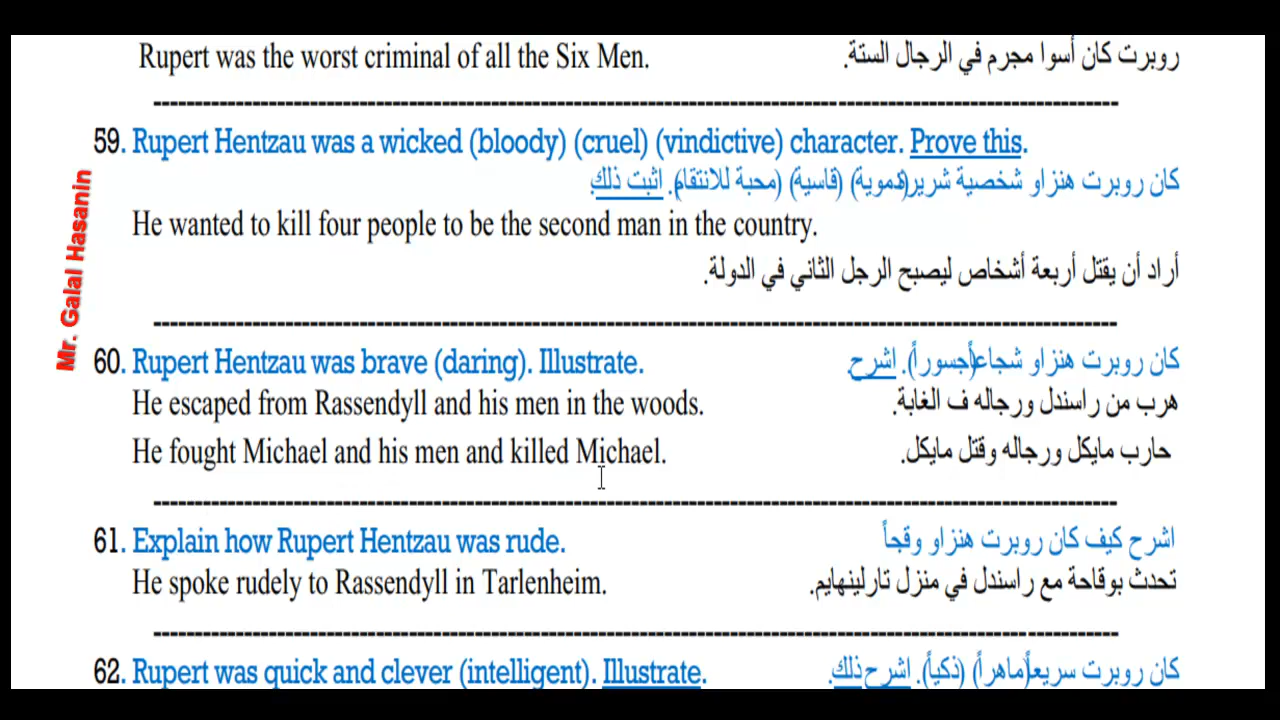 Rupert was the worst criminal of all the Six Men. روبرت كان أسوا مجرم في الرجال الستة.
59. Rupert Hentzau was a wicked (bloody) (cruel) (vindictive) character. Prove this.
كان روبرت هنزاو شخصية شرير(دموية) (قاسية) (محبة للانتقام). اثبت ذلك.
He wanted to kill four people to be the second man in the country.
أراد أن يقتل أربعة أشخاص ليصبح الرجل الثاني في الدولة.
Mr. Galal Hasanin
60. Rupert Hentzau was brave (daring). Illustrate. كان روبرت هنزاو شجاعاً(جسوراً). اشرح.
He escaped from Rassendyll and his men in the woods. هرب من راسندل ورجاله ف الغابة.
He fought Michael and his men and killed Michael. حارب مايكل ورجاله وقتل مايكل.
61. Explain how Rupert Hentzau was rude. اشرح كيف كان روبرت هنزاو وقجاً
He spoke rudely to Rassendyll in Tarlenheim. تحدث بوقاحة مع راسندل في منزل تارلينهايم.
62. Rupert was quick and clever (intelligent). Illustrate. كان روبرت سريعاً(ماهراً) (ذكياً). اشرح ذلك.